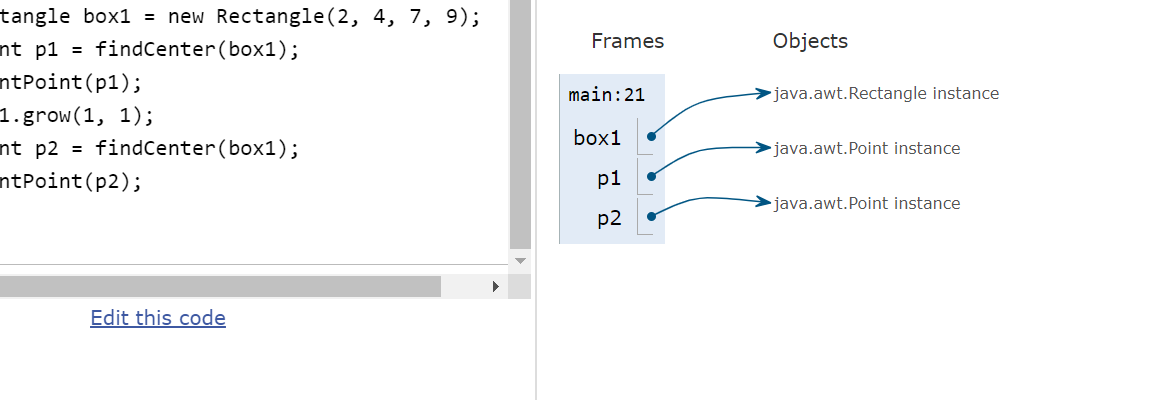 tangle box1 = new Rectangle(2, 4, 7, 9);
nt p1 = findCenter(box1);
ntPoint(p1);
1.grow(1, 1);
nt p2 = findCenter(box1);
ntPoint(p2);
Edit this code
Frames
Objects
main:21
box1
java.awt.Rectangle instance
p1
java.awt.Point instance
p2
java.awt.Point instance